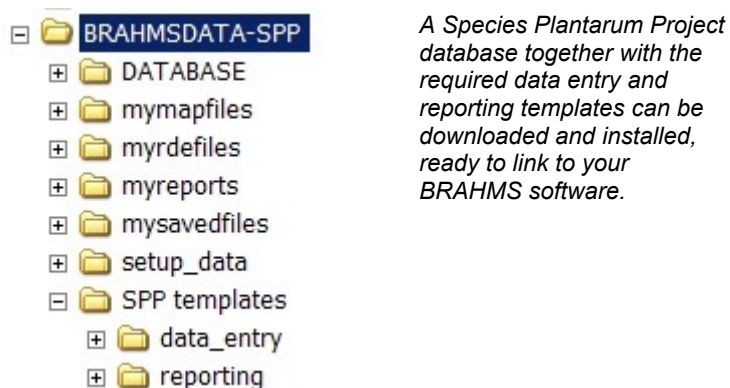 BRAHMSDATA-SPP
DATABASE
mymapfiles
myrdefiles
myreports
mysavedfiles
setup_data
SPP templates
data_entry
reporting
A Species Plantarum Project
database together with the
required data entry and
reporting templates can be
downloaded and installed,
ready to link to your
BRAHMS software.